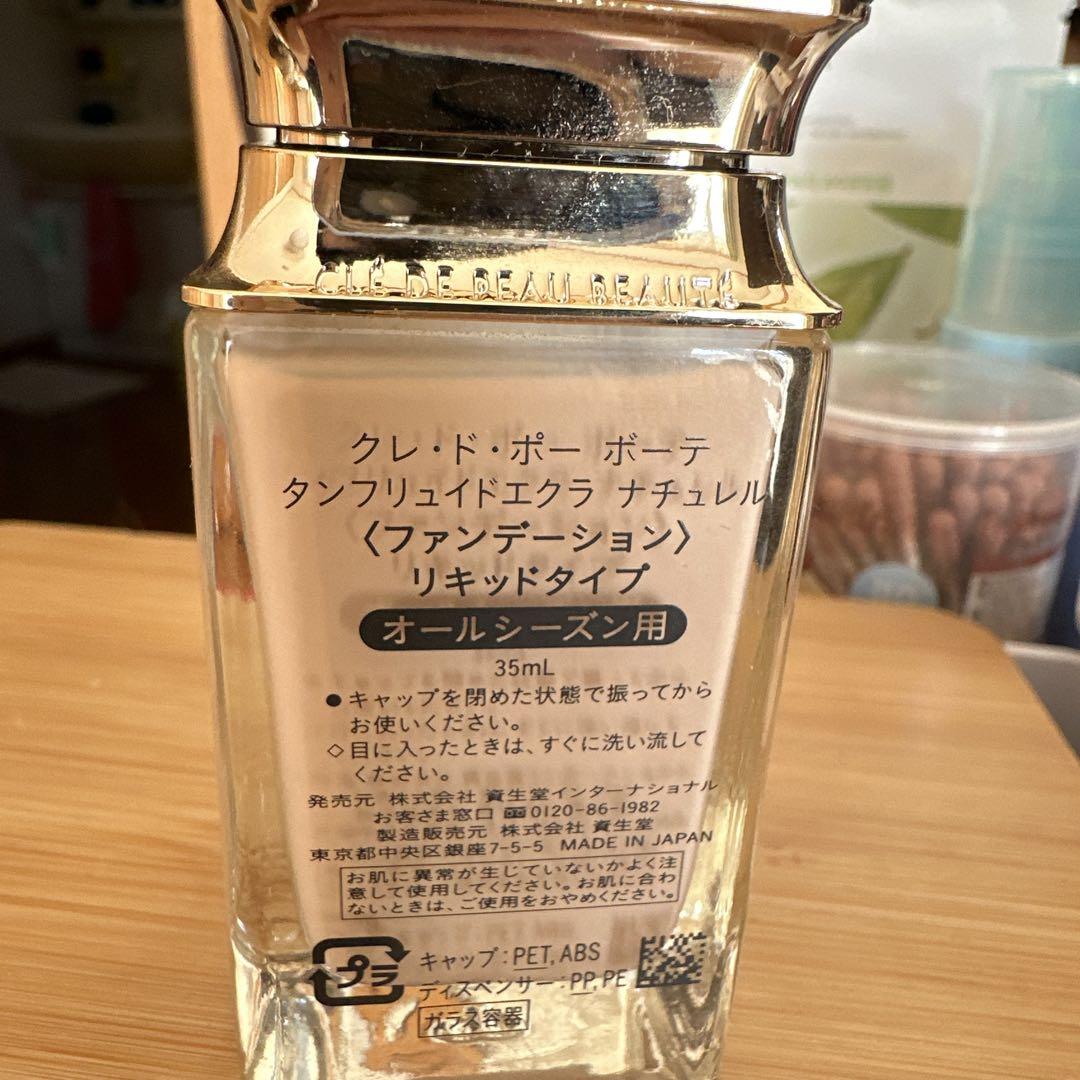 CLÉ DE PEAU BEAUTÉ
クレ・ド・ポー ボーテ
タンフリュイドエクラ ナチュレル
〈ファンデーション〉
リキッドタイプ
オールシーズン用
35mL
●キャップを閉めた状態で振ってから
お使いください。
◇目に入ったときは、すぐに洗い流して
ください。
発売元 株式会社 資生堂インターナショナル
お客さま窓口 0120-86-1982
製造販売元 株式会社 資生堂
東京都中央区銀座7-5-5 MADE IN JAPAN
お肌に異常が生じていないかよく注
意して使用してください。お肌に合わ
ないときは、ご使用をおやめください。
プラ
キャップ:PET, ABS
ディスペンサー:PP, PE
ガラス容器